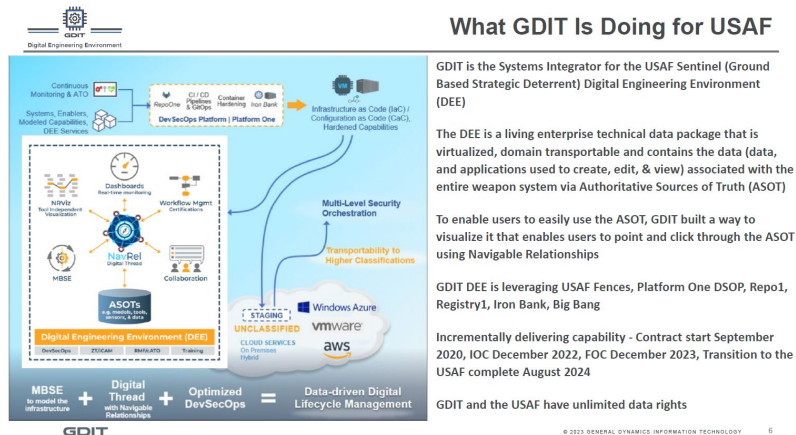 GDIT
Digital Engineering Environment
What GDIT Is Doing for USAF
Continuous
Monitoring & ATO
Systems, Enablers,
Modeled Capabilities,
DEE Services
RepoOne
CI / CD
Pipelines
& GitOps
Container
Hardening
Iron Bank
DevSecOps Platform | Platform One
VM
Infrastructure as Code (IaC) /
Configuration as Code (CaC),
Hardened Capabilities
Dashboards
Real-time monitoring
NRViz
Tool Independent
Visualization
Workflow Mgmt
Certifications
NavRel
Digital Thread
MBSE
Collaboration
ASOTs
e.g. models, tools,
sensors, & data
Digital Engineering Environment (DEE)
DevSecOps
ZT/ICAM
RMF/ATO
Training
Multi-Level Security
Orchestration
Transportability to
Higher Classifications
STAGING
UNCLASSIFIED
CLOUD SERVICES
On Premises
Hybrid
Windows Azure
vmware
aws
MBSE
to model the
infrastructure
+
Digital
Thread
with Navigable
Relationships
+
Optimized
DevSecOps
=
Data-driven Digital
Lifecycle Management
GDIT is the Systems Integrator for the USAF Sentinel (Ground
Based Strategic Deterrent) Digital Engineering Environment
(DEE)
The DEE is a living enterprise technical data package that is
virtualized, domain transportable and contains the data (data,
and applications used to create, edit, & view) associated with the
entire weapon system via Authoritative Sources of Truth (ASOT)
To enable users to easily use the ASOT, GDIT built a way to
visualize it that enables users to point and click through the ASOT
using Navigable Relationships
GDIT DEE is leveraging USAF Fences, Platform One DSOP, Repo1,
Registry1, Iron Bank, Big Bang
Incrementally delivering capability - Contract start September
2020, IOC December 2022, FOC December 2023, Transition to the
USAF complete August 2024
GDIT and the USAF have unlimited data rights
GDIT
© 2023 GENERAL DYNAMICS INFORMATION TECHNOLOGY
6